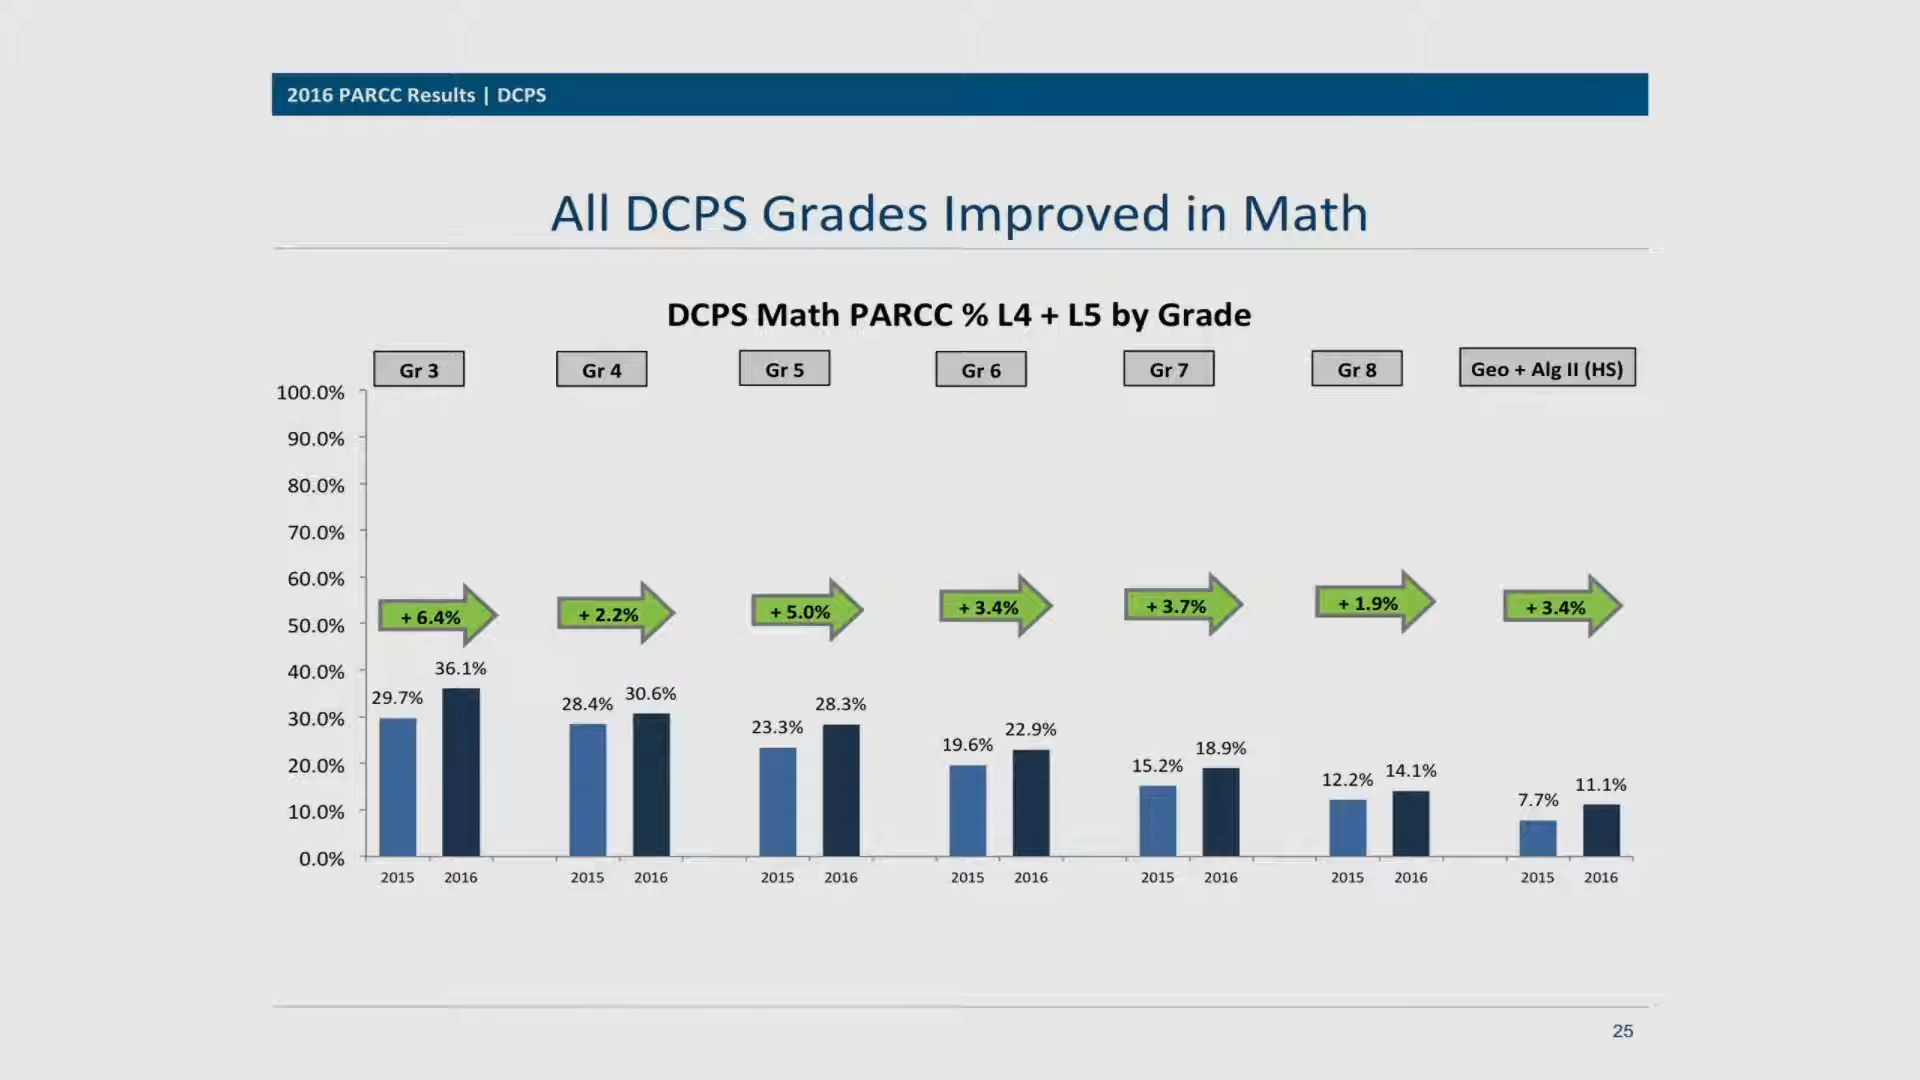 2016 PARCC Results | DCPS
All DCPS Grades Improved in Math
DCPS Math PARCC % L4 + L5 by Grade
Gr 3 Gr 4 Gr 5 Gr 6 Gr 7 Gr 8 Geo + Alg II (HS)
100.0%
90.0%
80.0%
70.0%
60.0%
50.0%
40.0%
30.0%
20.0%
10.0%
0.0%
+ 6.4% + 2.2% + 5.0% + 3.4% + 3.7% + 1.9% + 3.4%
29.7% 36.1% 28.4% 30.6% 23.3% 28.3% 19.6% 22.9% 15.2% 18.9% 12.2% 14.1% 7.7% 11.1%
2015 2016 2015 2016 2015 2016 2015 2016 2015 2016 2015 2016 2015 2016
25